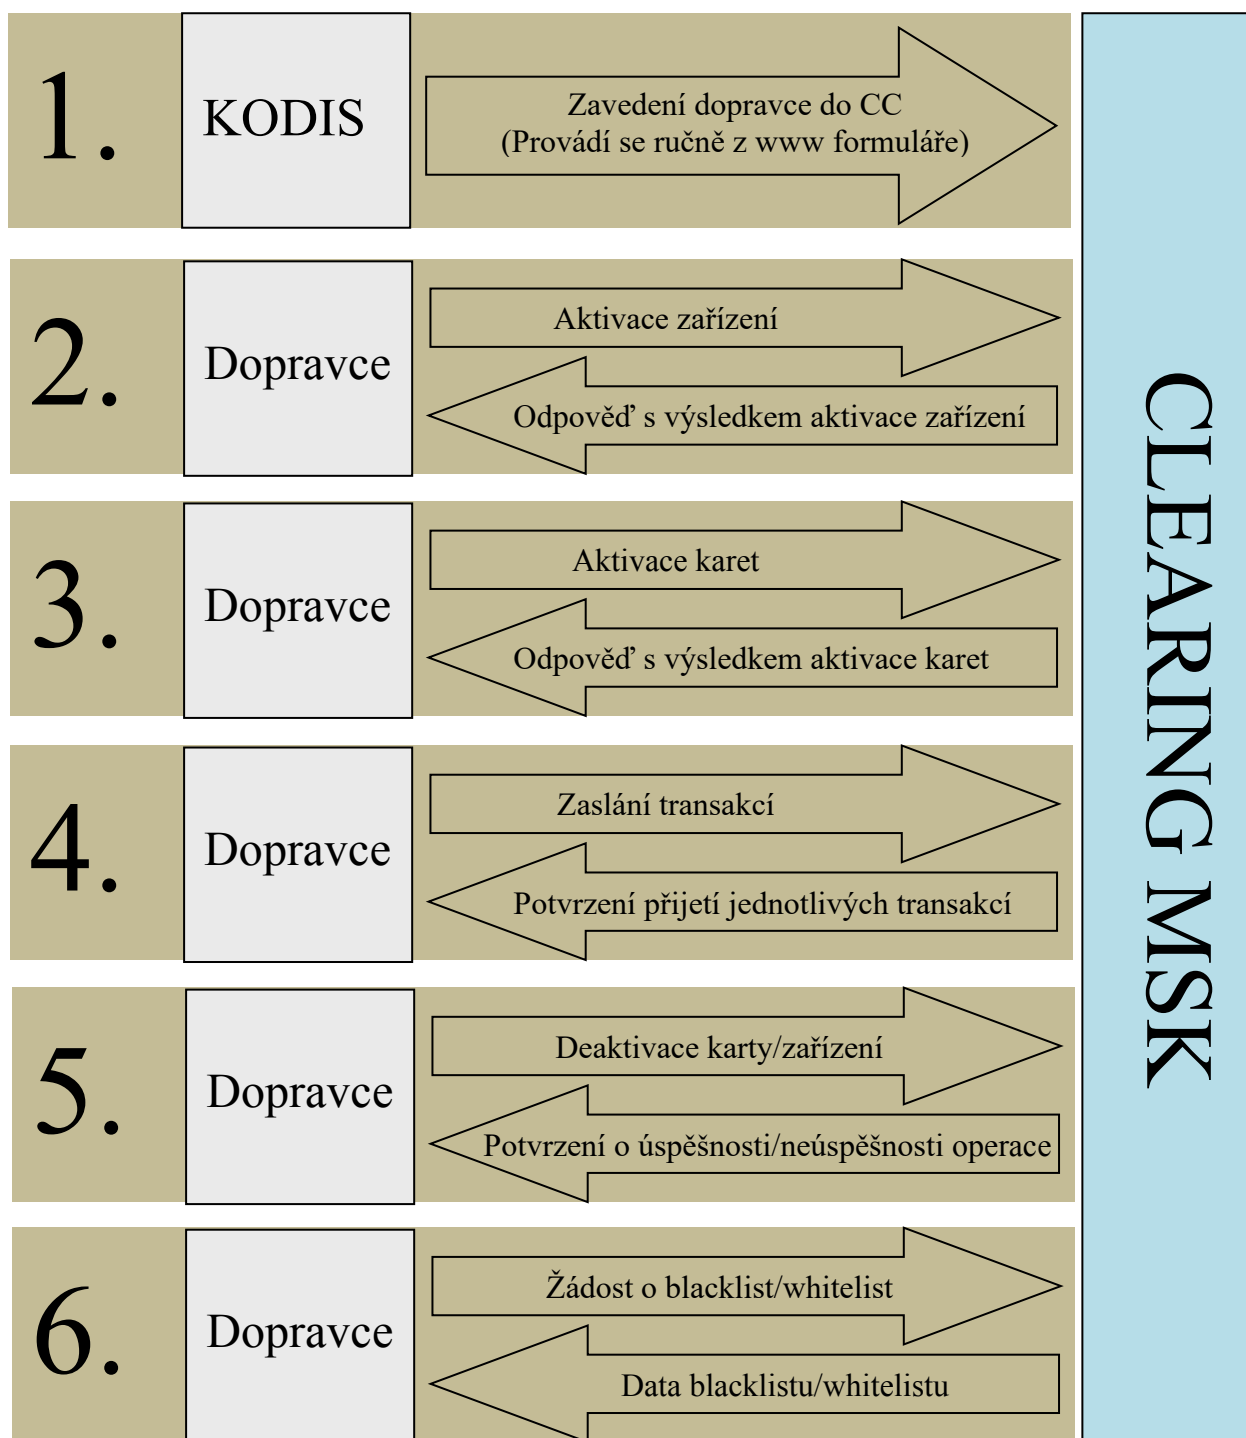 1.
KODIS
Zavedení dopravce do CC
(Provádí se ručně z www formuláře)
2.
Dopravce
Aktivace zařízení
Odpověď s výsledkem aktivace zařízení
3.
Dopravce
Aktivace karet
Odpověď s výsledkem aktivace karet
4.
Dopravce
Zaslání transakcí
Potvrzení přijetí jednotlivých transakcí
5.
Dopravce
Deaktivace karty/zařízení
Potvrzení o úspěšnosti/neúspěšnosti operace
6.
Dopravce
Žádost o blacklist/whitelist
Data blacklistu/whitelistu
CLEARING MSK